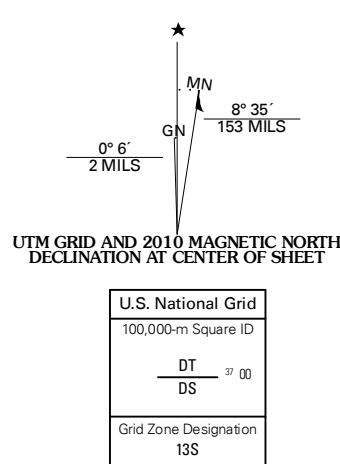 ★
MN
8° 35´
153 MILS
GN
0° 6´
2 MILS
UTM GRID AND 2010 MAGNETIC NORTH
DECLINATION AT CENTER OF SHEET
U.S. National Grid
100,000-m Square ID
DT
37 00
DS
Grid Zone Designation
13S